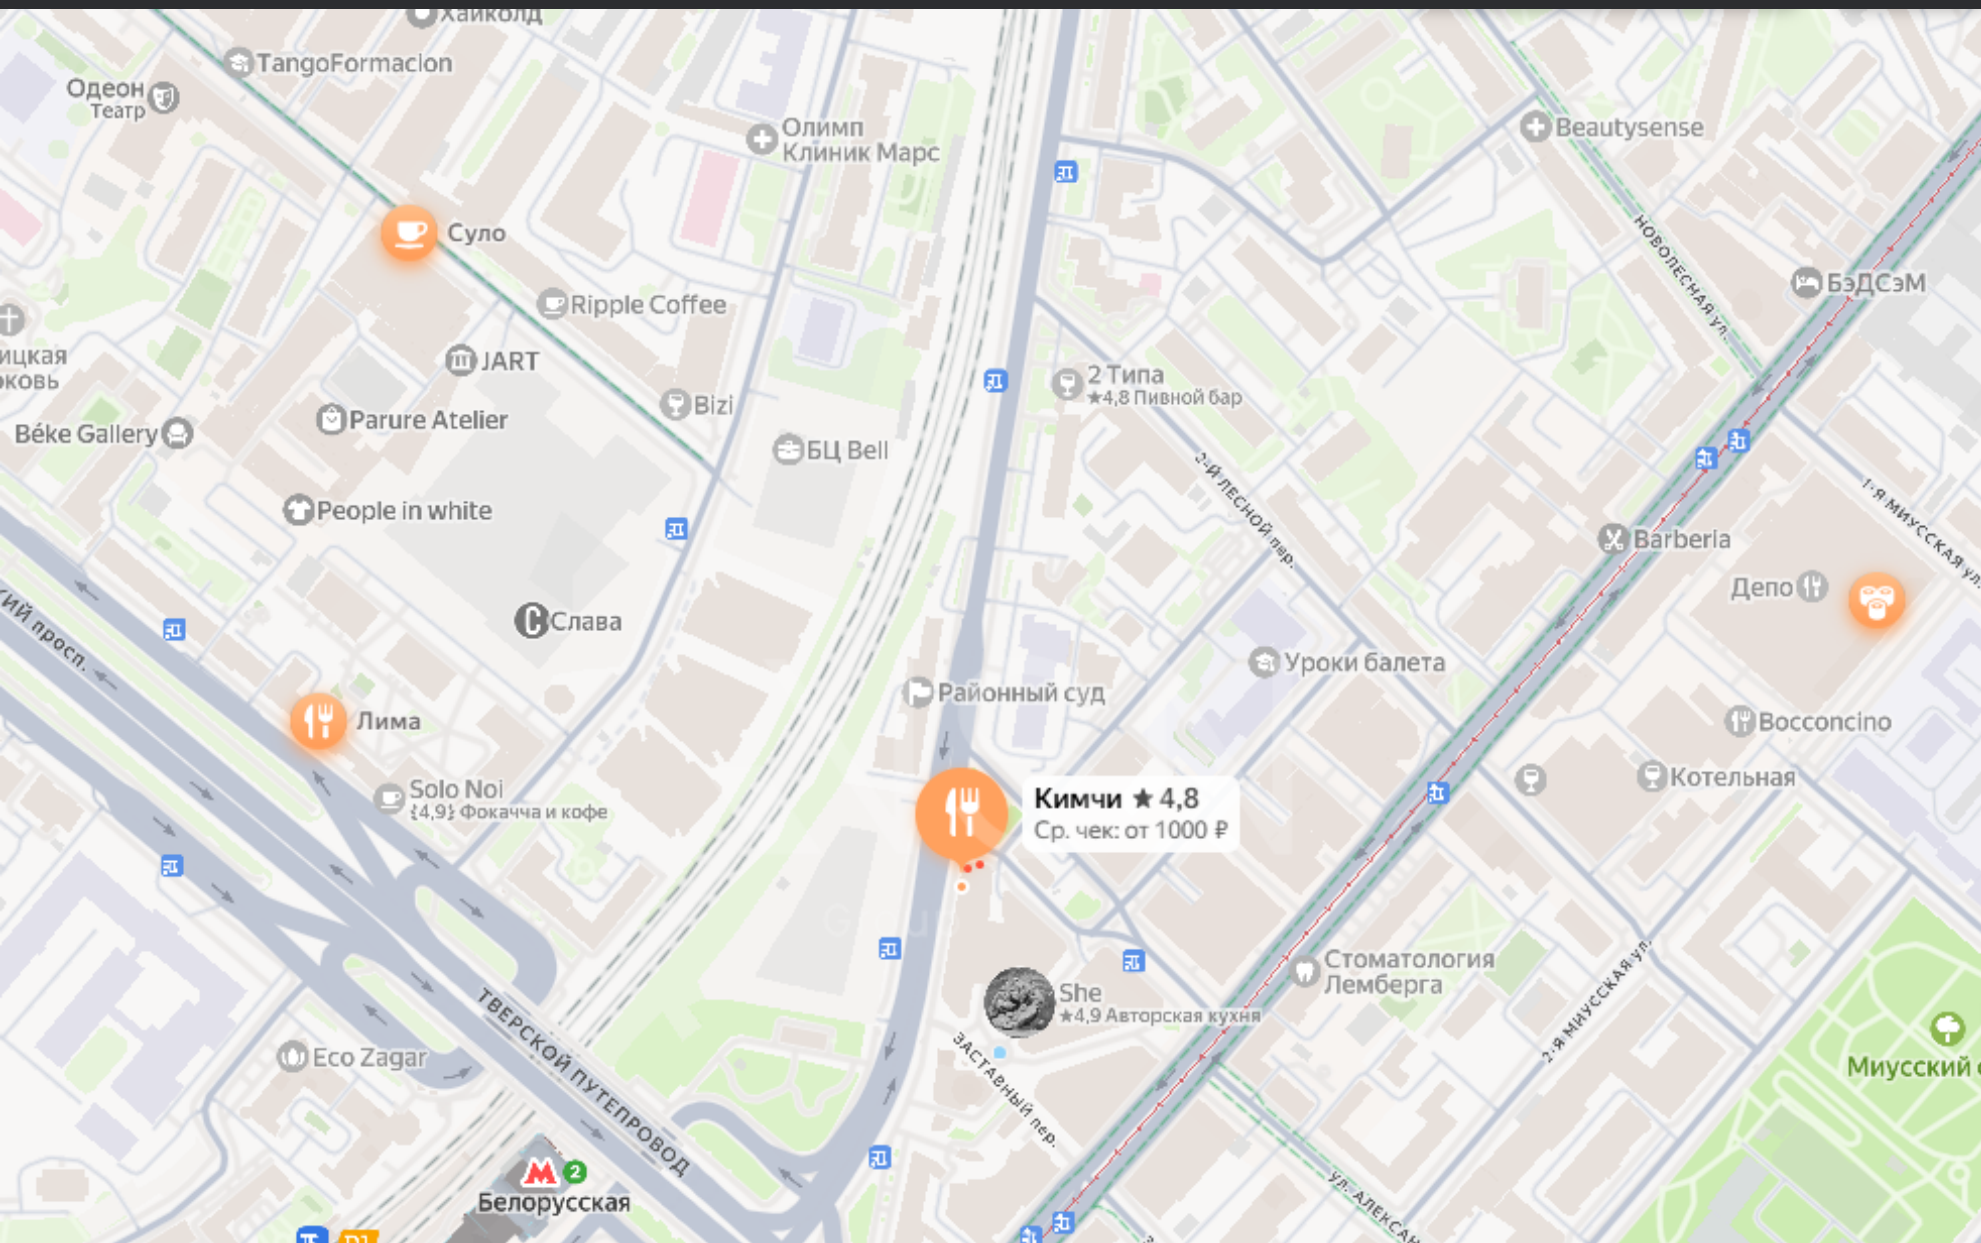 Хайколд
TangoFormacion
Одеон
Театр
Олимп
Клиник Марс
Beautysense
Суло
НОВОЛЕСНАЯ УЛ.
БэДСэМ
Ripple Coffee
ицкая
рковь
JART
2 Типа
★4,8 Пивной бар
Parure Atelier
Bizi
Béke Gallery
БЦ Bell
2-Й ЛЕСНОЙ пер.
1-Я МИУССКАЯ УЛ.
People in white
Barberia
Депо
Слава
КИЙ просп.
Уроки балета
Районный суд
Лима
Bocconcino
Котельная
Solo Noi
4,9 Фокачча и кофе
Кимчи ★ 4,8
Ср. чек: от 1000 ₽
Стоматология
Лемберга
She
★4,9 Авторская кухня
2-Я МИУССКАЯ УЛ.
ТВЕРСКОЙ ПУТЕПРОВОД
ЗАСТАВНЫЙ пер.
Eco Zagar
Миусский с
М 2
Белорусская
УЛ. АЛЕКСАН
D1